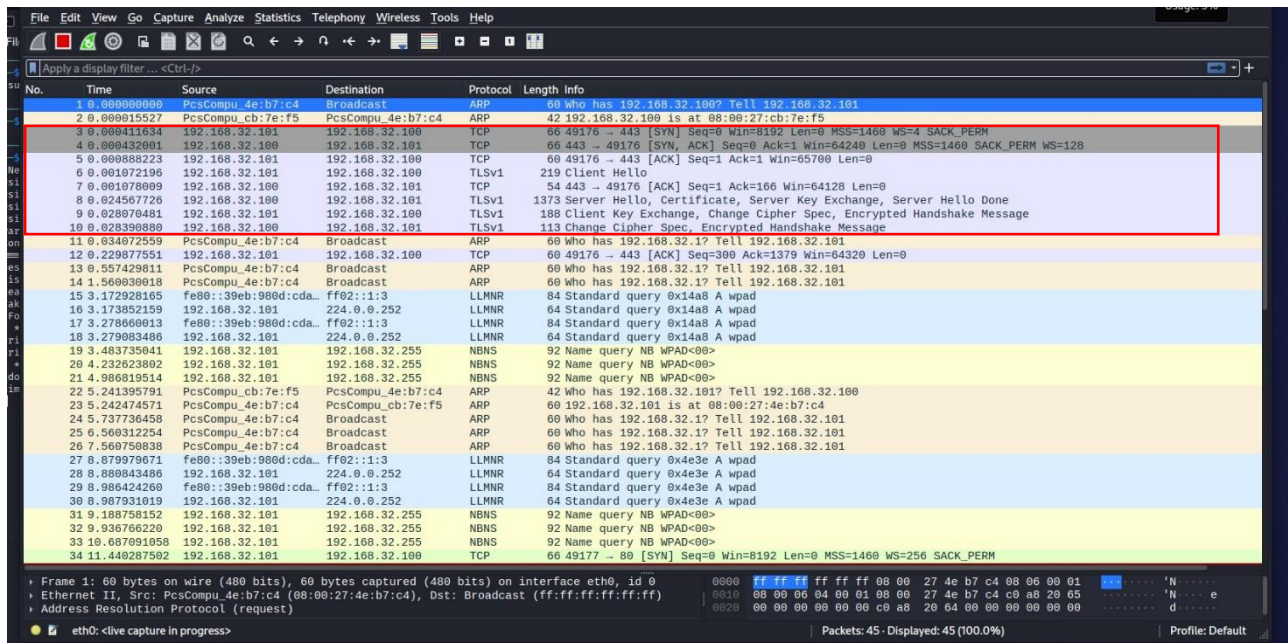 File Edit View Go Capture Analyze Statistics Telephony Wireless Tools Help
Apply a display filter ... <Ctrl-/>
No. Time Source Destination Protocol Length Info
1 0.000000000 PcsCompu_4e:b7:c4 Broadcast ARP 60 Who has 192.168.32.100? Tell 192.168.32.101
2 0.000015527 PcsCompu_cb:7e:f5 PcsCompu_4e:b7:c4 ARP 42 192.168.32.100 is at 08:00:27:cb:7e:f5
3 0.000411634 192.168.32.101 192.168.32.100 TCP 66 49176 → 443 [SYN] Seq=0 Win=8192 Len=0 MSS=1460 WS=4 SACK_PERM
4 0.000432001 192.168.32.100 192.168.32.101 TCP 66 443 → 49176 [SYN, ACK] Seq=0 Ack=1 Win=64240 Len=0 MSS=1460 SACK_PERM WS=128
5 0.000888223 192.168.32.101 192.168.32.100 TCP 60 49176 → 443 [ACK] Seq=1 Ack=1 Win=65700 Len=0
6 0.001072196 192.168.32.101 192.168.32.100 TLSv1 219 Client Hello
7 0.001078009 192.168.32.100 192.168.32.101 TCP 54 443 → 49176 [ACK] Seq=1 Ack=166 Win=64128 Len=0
8 0.024567726 192.168.32.100 192.168.32.101 TLSv1 1373 Server Hello, Certificate, Server Key Exchange, Server Hello Done
9 0.028070481 192.168.32.101 192.168.32.100 TLSv1 188 Client Key Exchange, Change Cipher Spec, Encrypted Handshake Message
10 0.028390880 192.168.32.100 192.168.32.101 TLSv1 113 Change Cipher Spec, Encrypted Handshake Message
11 0.034072559 PcsCompu_4e:b7:c4 Broadcast ARP 60 Who has 192.168.32.1? Tell 192.168.32.101
12 0.229877551 192.168.32.101 192.168.32.100 TCP 60 49176 → 443 [ACK] Seq=300 Ack=1379 Win=64320 Len=0
13 0.557429811 PcsCompu_4e:b7:c4 Broadcast ARP 60 Who has 192.168.32.1? Tell 192.168.32.101
14 1.560030018 PcsCompu_4e:b7:c4 Broadcast ARP 60 Who has 192.168.32.1? Tell 192.168.32.101
15 3.172928165 fe80::39eb:980d:cda… ff02::1:3 LLMNR 84 Standard query 0x14a8 A wpad
16 3.173852159 192.168.32.101 224.0.0.252 LLMNR 64 Standard query 0x14a8 A wpad
17 3.278660013 fe80::39eb:980d:cda… ff02::1:3 LLMNR 84 Standard query 0x14a8 A wpad
18 3.279083486 192.168.32.101 224.0.0.252 LLMNR 64 Standard query 0x14a8 A wpad
19 3.483735041 192.168.32.101 192.168.32.255 NBNS 92 Name query NB WPAD<00>
20 4.232623802 192.168.32.101 192.168.32.255 NBNS 92 Name query NB WPAD<00>
21 4.986819514 192.168.32.101 192.168.32.255 NBNS 92 Name query NB WPAD<00>
22 5.241395791 PcsCompu_cb:7e:f5 PcsCompu_4e:b7:c4 ARP 42 Who has 192.168.32.101? Tell 192.168.32.100
23 5.242474571 PcsCompu_4e:b7:c4 PcsCompu_cb:7e:f5 ARP 60 192.168.32.101 is at 08:00:27:4e:b7:c4
24 5.737736458 PcsCompu_4e:b7:c4 Broadcast ARP 60 Who has 192.168.32.1? Tell 192.168.32.101
25 6.560312254 PcsCompu_4e:b7:c4 Broadcast ARP 60 Who has 192.168.32.1? Tell 192.168.32.101
26 7.560750838 PcsCompu_4e:b7:c4 Broadcast ARP 60 Who has 192.168.32.1? Tell 192.168.32.101
27 8.879979671 fe80::39eb:980d:cda… ff02::1:3 LLMNR 84 Standard query 0x4e3e A wpad
28 8.880843486 192.168.32.101 224.0.0.252 LLMNR 64 Standard query 0x4e3e A wpad
29 8.986424260 fe80::39eb:980d:cda… ff02::1:3 LLMNR 84 Standard query 0x4e3e A wpad
30 8.987931019 192.168.32.101 224.0.0.252 LLMNR 64 Standard query 0x4e3e A wpad
31 9.188758152 192.168.32.101 192.168.32.255 NBNS 92 Name query NB WPAD<00>
32 9.936766220 192.168.32.101 192.168.32.255 NBNS 92 Name query NB WPAD<00>
33 10.687091058 192.168.32.101 192.168.32.255 NBNS 92 Name query NB WPAD<00>
34 11.440287502 192.168.32.101 192.168.32.100 TCP 66 49177 → 80 [SYN] Seq=0 Win=8192 Len=0 MSS=1460 WS=256 SACK_PERM
Frame 1: 60 bytes on wire (480 bits), 60 bytes captured (480 bits) on interface eth0, id 0
Ethernet II, Src: PcsCompu_4e:b7:c4 (08:00:27:4e:b7:c4), Dst: Broadcast (ff:ff:ff:ff:ff:ff)
Address Resolution Protocol (request)
0000 ff ff ff ff ff ff 08 00 27 4e b7 c4 08 06 00 01 ········ 'N······
0010 08 00 06 04 00 01 08 00 27 4e b7 c4 c0 a8 20 65 ········ 'N···· e
0020 00 00 00 00 00 00 c0 a8 20 64 00 00 00 00 00 00 ········ d······
eth0: <live capture in progress> Packets: 45 · Displayed: 45 (100.0%) Profile: Default